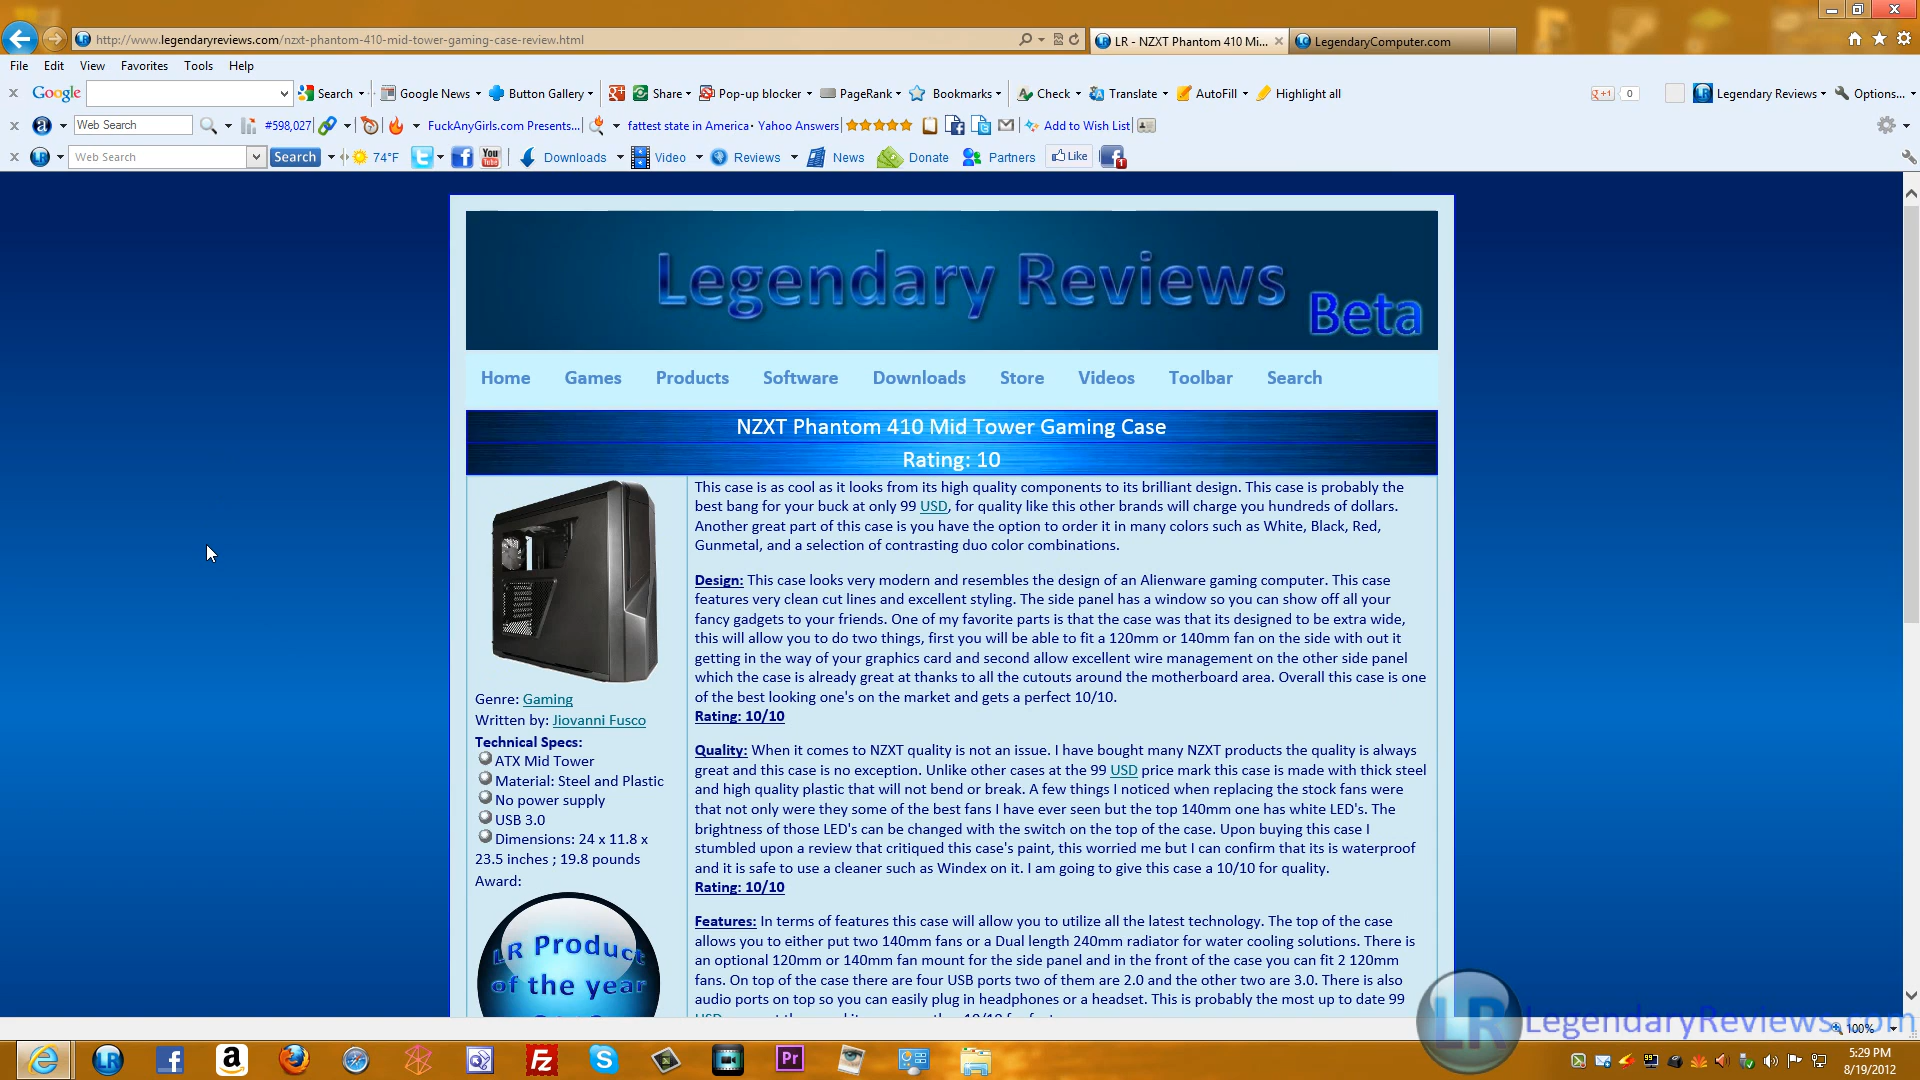 http://www.legendaryreviews.com/nzxt-phantom-410-mid-tower-gaming-case-review.html
LR - NZXT Phantom 410 Mi...
LegendaryComputer.com
File Edit View Favorites Tools Help
Google Search Google News Button Gallery Share Pop-up blocker PageRank Bookmarks Check Translate AutoFill Highlight all +1 0 Legendary Reviews Options...
Web Search #598,027 FuckAnyGirls.com Presents... fattest state in America· Yahoo Answers Add to Wish List
Web Search Search 74°F You Tube Downloads Video Reviews News Donate Partners Like 1
Legendary Reviews
Beta
Home Games Products Software Downloads Store Videos Toolbar Search
NZXT Phantom 410 Mid Tower Gaming Case
Rating: 10
Genre: Gaming
Written by: Jiovanni Fusco
Technical Specs:
ATX Mid Tower
Material: Steel and Plastic
No power supply
USB 3.0
Dimensions: 24 x 11.8 x
23.5 inches ; 19.8 pounds
Award:
LR Product
of the year
This case is as cool as it looks from its high quality components to its brilliant design. This case is probably the
best bang for your buck at only 99 USD, for quality like this other brands will charge you hundreds of dollars.
Another great part of this case is you have the option to order it in many colors such as White, Black, Red,
Gunmetal, and a selection of contrasting duo color combinations.
Design: This case looks very modern and resembles the design of an Alienware gaming computer. This case
features very clean cut lines and excellent styling. The side panel has a window so you can show off all your
fancy gadgets to your friends. One of my favorite parts is that the case was that its designed to be extra wide,
this will allow you to do two things, first you will be able to fit a 120mm or 140mm fan on the side with out it
getting in the way of your graphics card and second allow excellent wire management on the other side panel
which the case is already great at thanks to all the cutouts around the motherboard area. Overall this case is one
of the best looking one's on the market and gets a perfect 10/10.
Rating: 10/10
Quality: When it comes to NZXT quality is not an issue. I have bought many NZXT products the quality is always
great and this case is no exception. Unlike other cases at the 99 USD price mark this case is made with thick steel
and high quality plastic that will not bend or break. A few things I noticed when replacing the stock fans were
that not only were they some of the best fans I have ever seen but the top 140mm one has white LED's. The
brightness of those LED's can be changed with the switch on the top of the case. Upon buying this case I
stumbled upon a review that critiqued this case's paint, this worried me but I can confirm that its is waterproof
and it is safe to use a cleaner such as Windex on it. I am going to give this case a 10/10 for quality.
Rating: 10/10
Features: In terms of features this case will allow you to utilize all the latest technology. The top of the case
allows you to either put two 140mm fans or a Dual length 240mm radiator for water cooling solutions. There is
an optional 120mm or 140mm fan mount for the side panel and in the front of the case you can fit 2 120mm
fans. On top of the case there are four USB ports two of them are 2.0 and the other two are 3.0. There is also
audio ports on top so you can easily plug in headphones or a headset. This is probably the most up to date 99
LR LegendaryReviews.com
100%
5:29 PM
8/19/2012